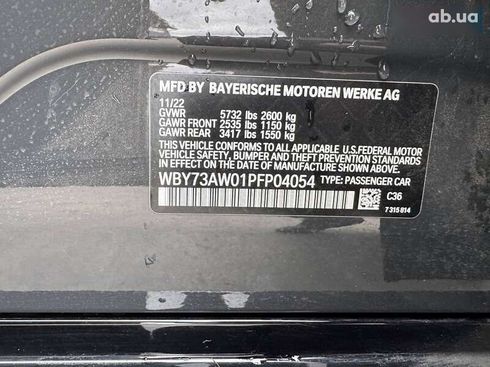 ab.ua
MFD BY BAYERISCHE MOTOREN WERKE AG
11/22
GVWR 5732 lbs 2600 kg
GAWR FRONT 2535 lbs 1150 kg
GAWR REAR 3417 lbs 1550 kg
THIS VEHICLE CONFORMS TO ALL APPLICABLE U.S. FEDERAL MOTOR
VEHICLE SAFETY, BUMPER, AND THEFT PREVENTION STANDARDS
IN EFFECT ON THE DATE OF MANUFACTURE SHOWN ABOVE.
WBY73AW01PFP04054 TYPE: PASSENGER CAR
C36
7 315 814